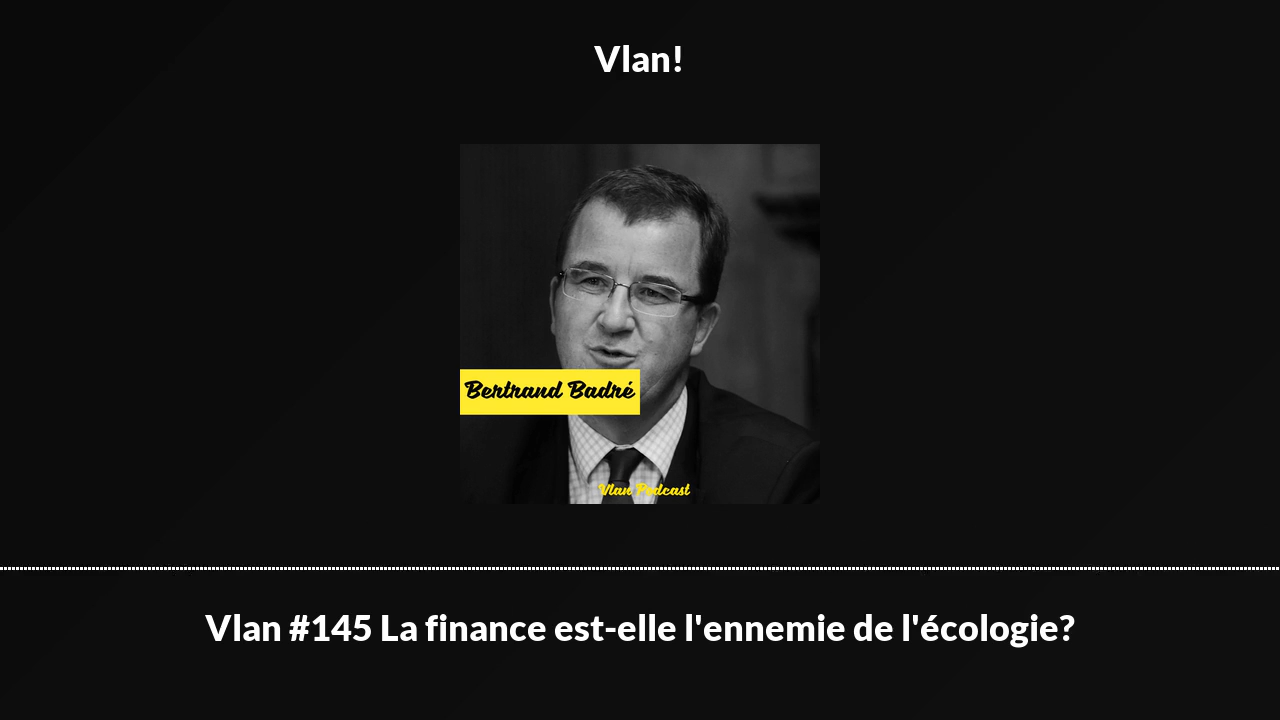 Vlan!
Bertrand Badré
Vlan Podcast
Vlan #145 La finance est-elle l'ennemie de l'écologie?